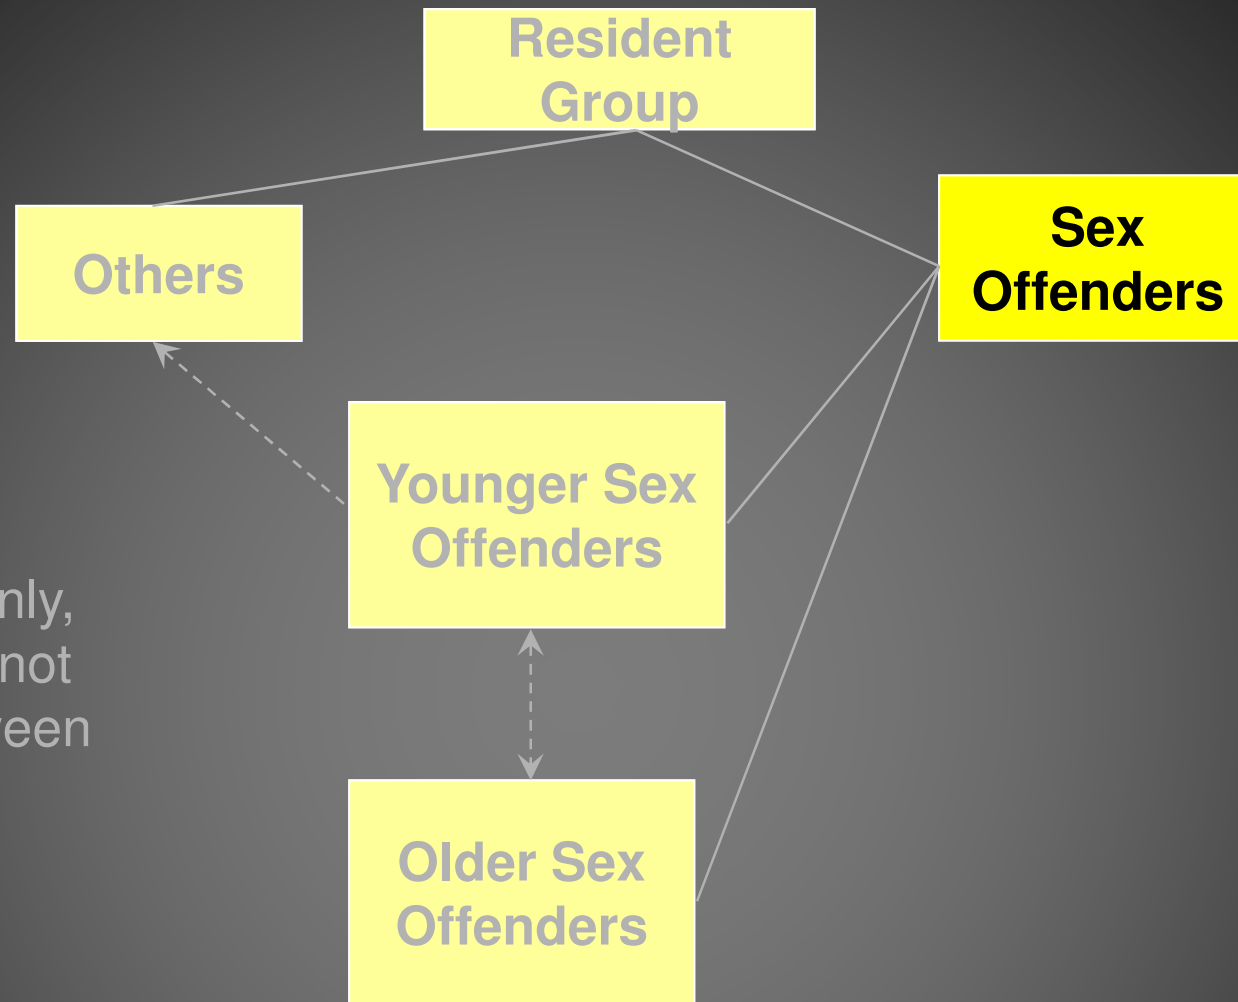 Resident
Group
Others
Sex
Offenders
Younger Sex
Offenders
nly,
not
een
Older Sex
Offenders